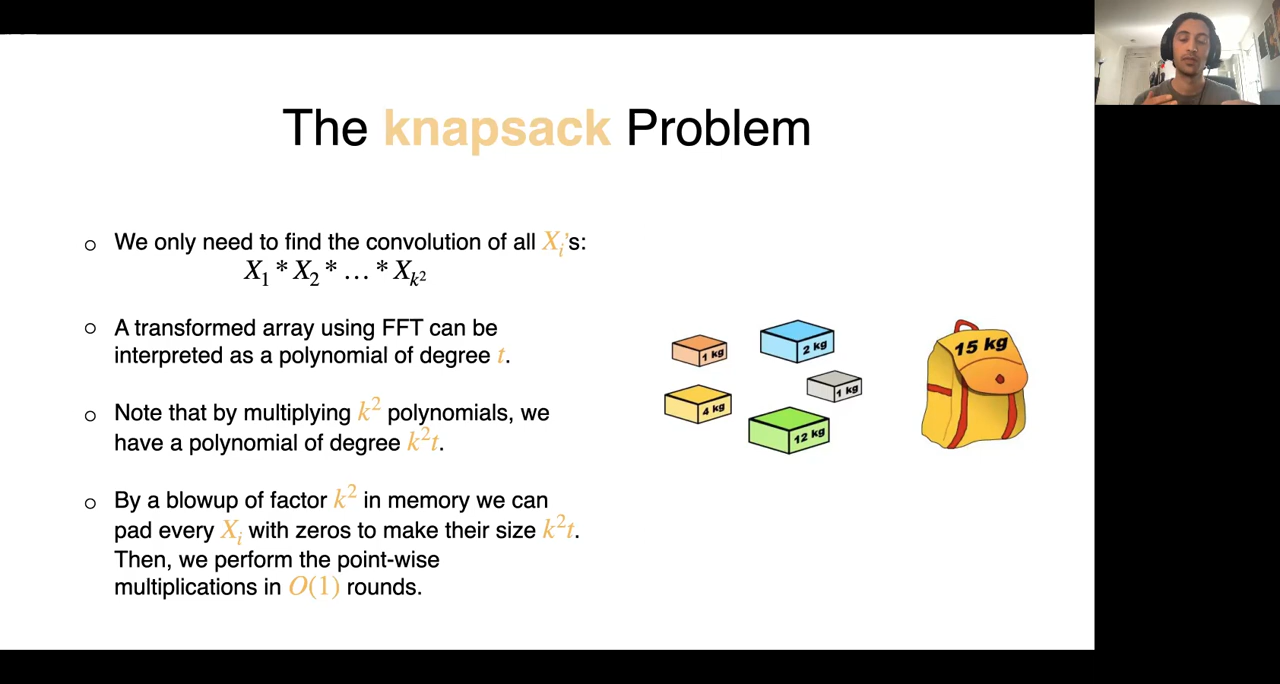 The knapsack Problem
○ We only need to find the convolution of all Xᵢ's:
X₁ * X₂ * … * X_{k²}
○ A transformed array using FFT can be
interpreted as a polynomial of degree t.
○ Note that by multiplying k² polynomials, we
have a polynomial of degree k²t.
○ By a blowup of factor k² in memory we can
pad every Xᵢ with zeros to make their size k²t.
Then, we perform the point-wise
multiplications in O(1) rounds.
1 kg
2 kg
1 kg
4 kg
12 kg
15 kg